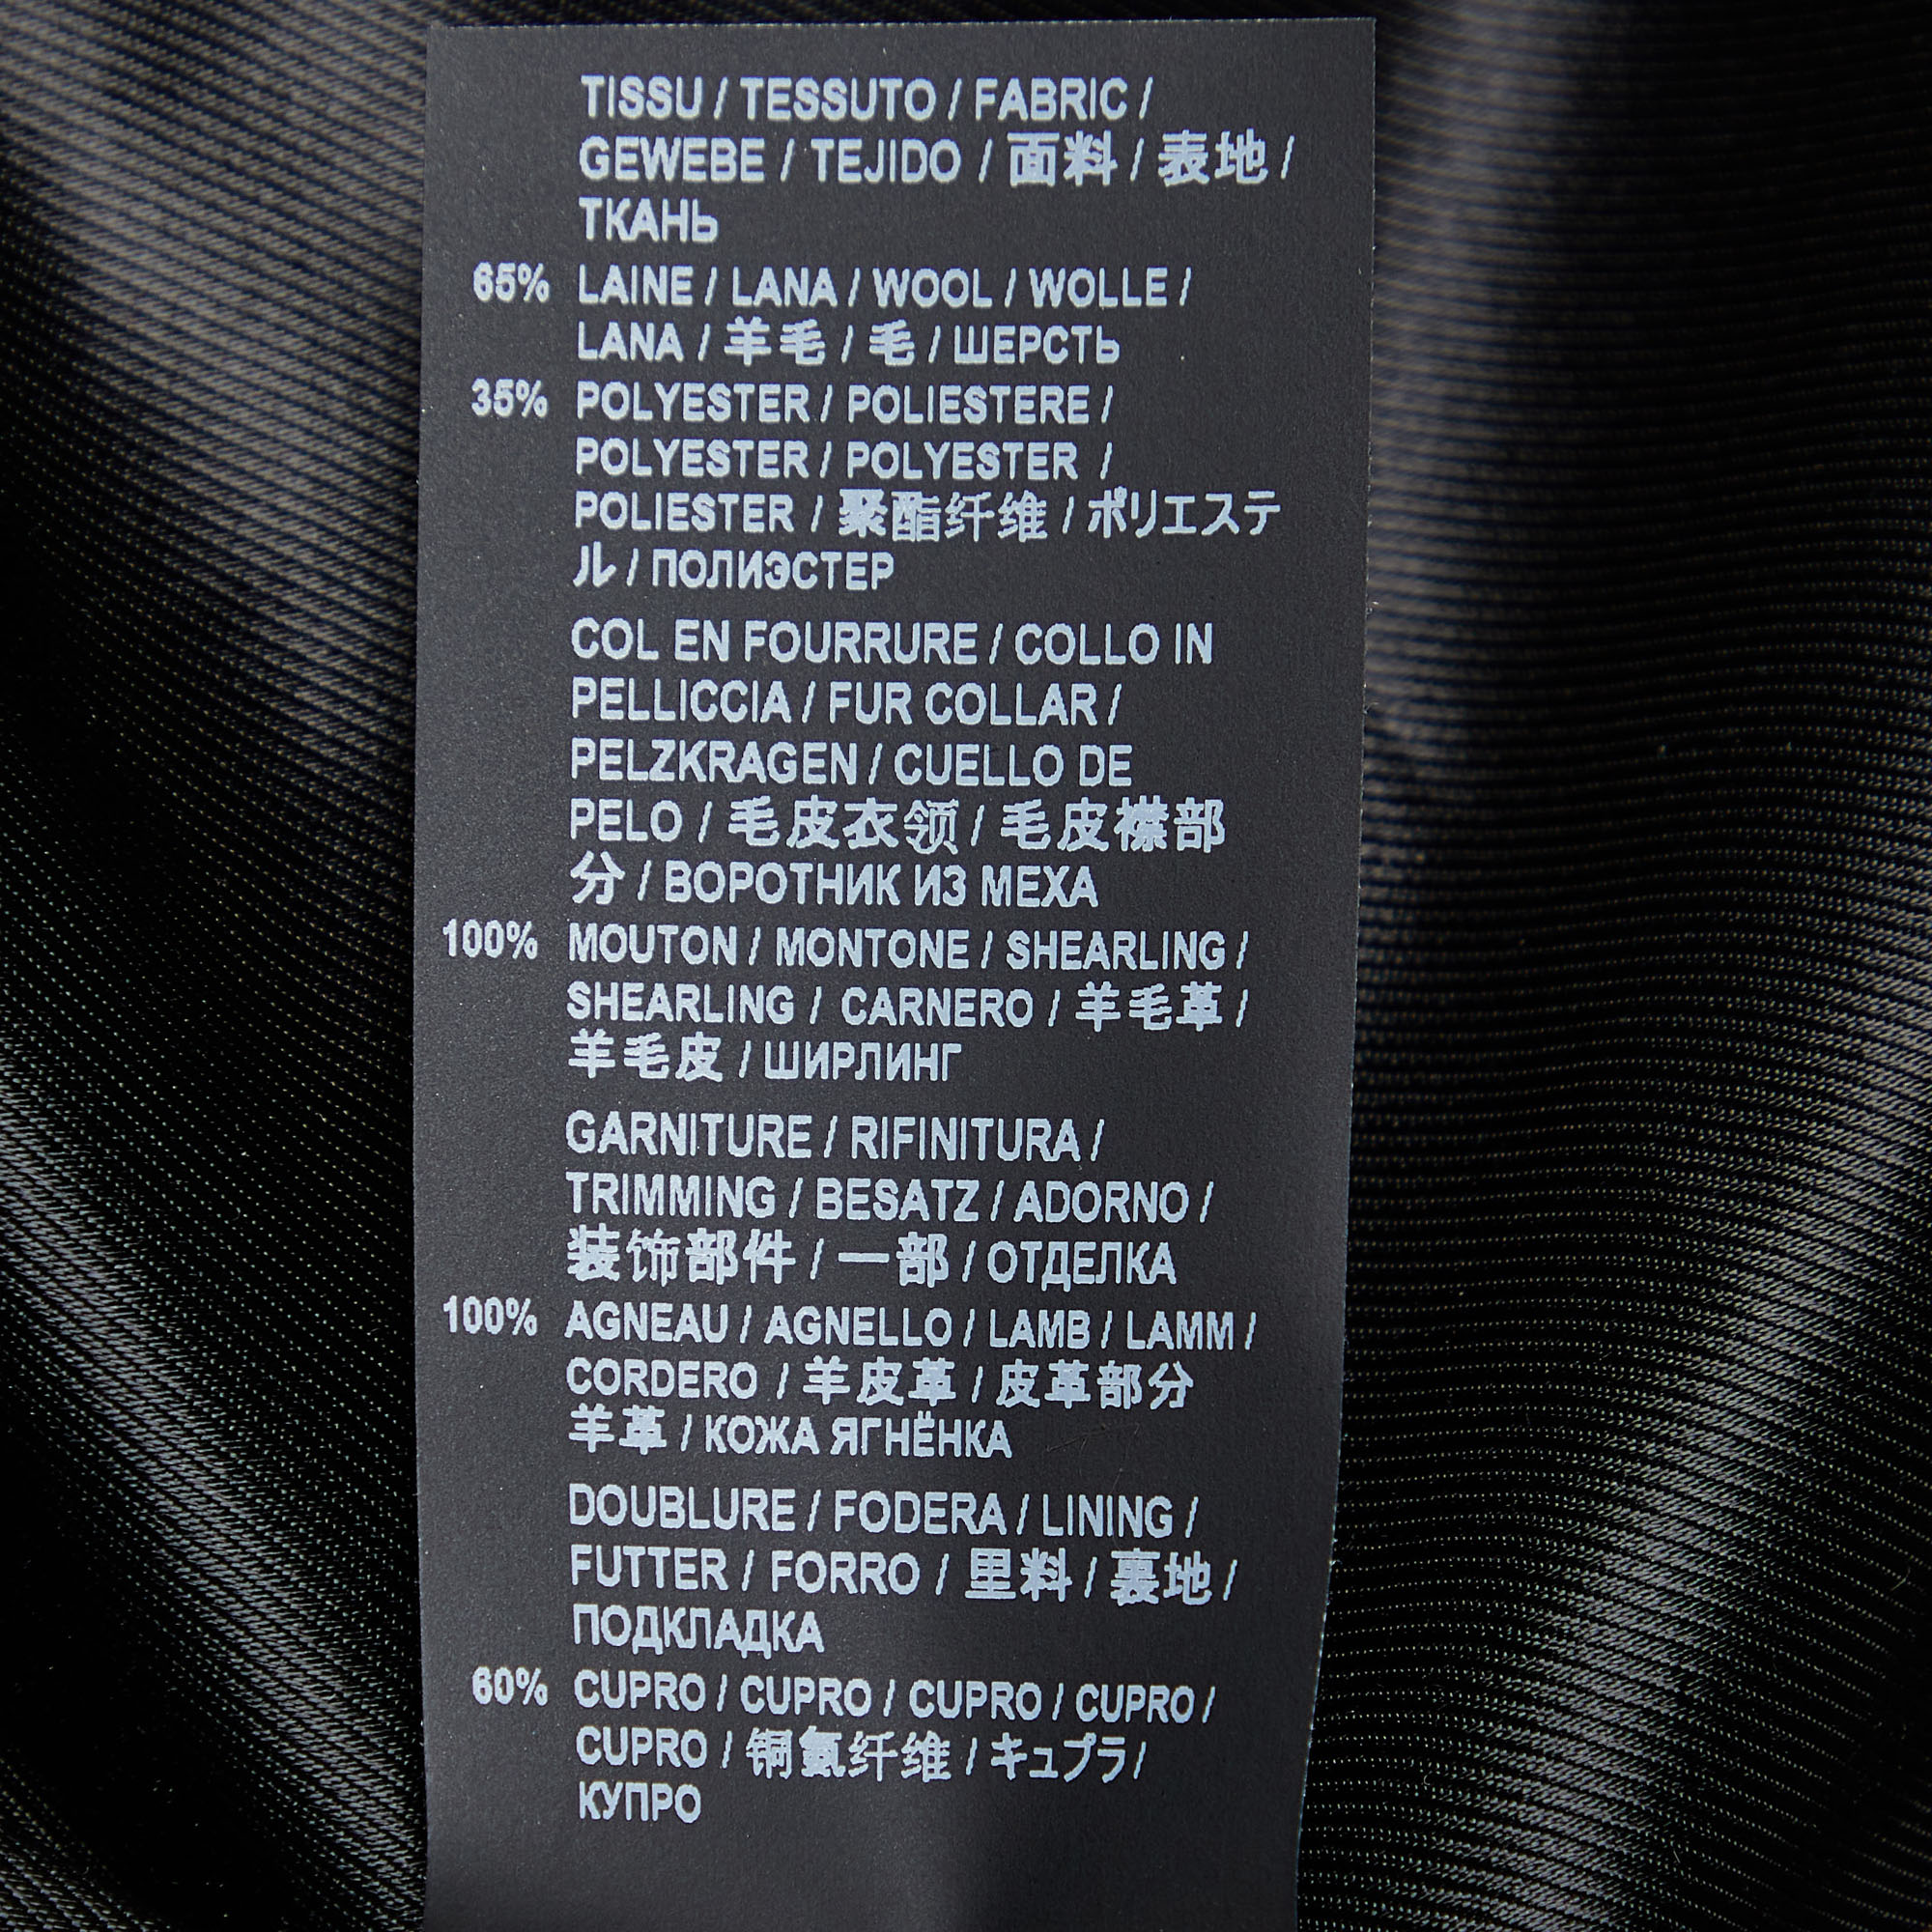 TISSU / TESSUTO / FABRIC /
GEWEBE / TEJIDO / 面料 / 表地 /
ТКАНЬ
65% LAINE / LANA / WOOL / WOLLE /
LANA / 羊毛 / 毛 / ШЕРСТЬ
35% POLYESTER / POLIESTERE /
POLYESTER / POLYESTER /
POLIESTER / 聚酯纤维 / ポリエステ
ル / ПОЛИЭСТЕР
COL EN FOURRURE / COLLO IN
PELLICCIA / FUR COLLAR /
PELZKRAGEN / CUELLO DE
PELO / 毛皮衣领 / 毛皮襟部
分 / ВОРОТНИК ИЗ МЕХА
100% MOUTON / MONTONE / SHEARLING /
SHEARLING / CARNERO / 羊毛革 /
羊毛皮 / ШИРЛИНГ
GARNITURE / RIFINITURA /
TRIMMING / BESATZ / ADORNO /
装饰部件 / 一部 / ОТДЕЛКА
100% AGNEAU / AGNELLO / LAMB / LAMM /
CORDERO / 羊皮革 / 皮革部分
羊革 / КОЖА ЯГНЁНКА
DOUBLURE / FODERA / LINING /
FUTTER / FORRO / 里料 / 裏地 /
ПОДКЛАДКА
60% CUPRO / CUPRO / CUPRO / CUPRO /
CUPRO / 铜氨纤维 / キュプラ /
КУПРО